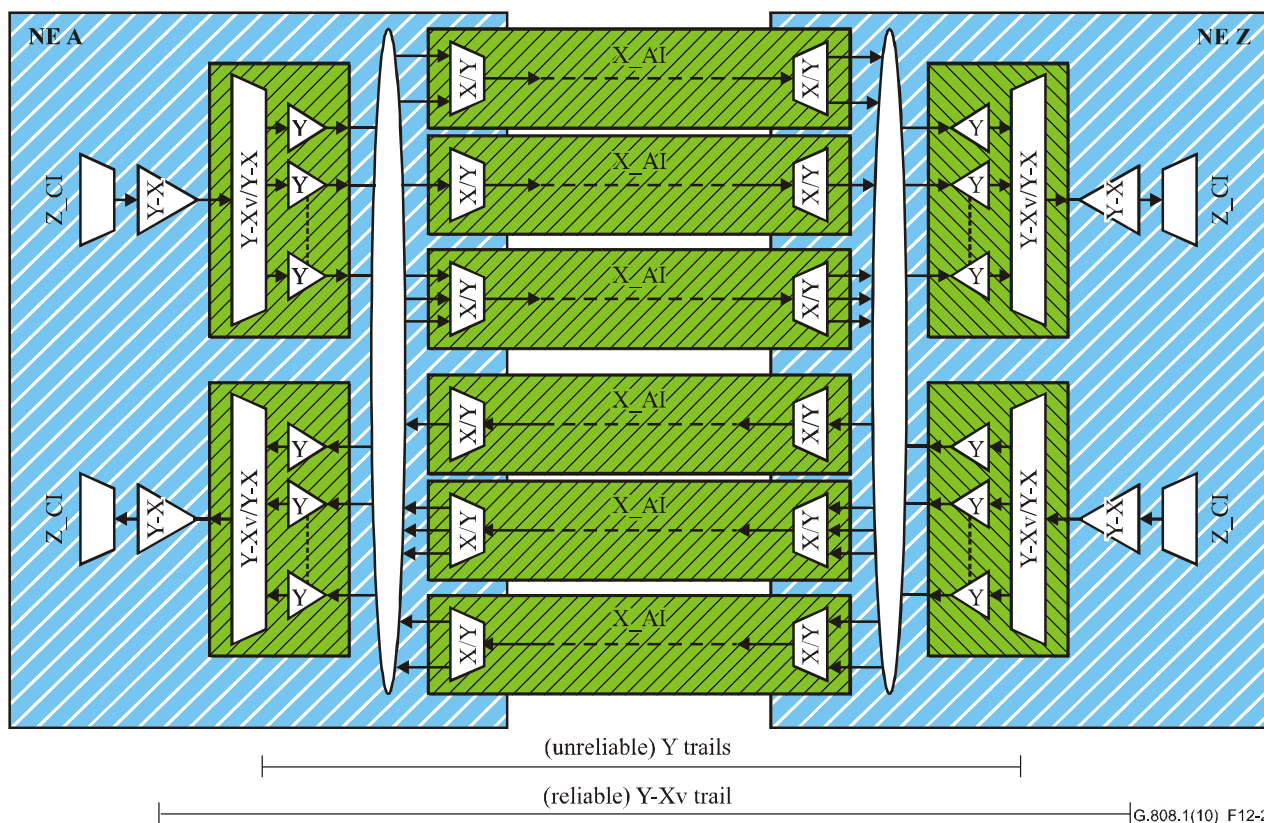 NE A
NE Z
X/Y
X_AI
X/Y
Y
Y
Z_CI
Y-X
Y-Xv/Y-X
Y
X/Y
X_AI
X/Y
Y
Y-Xv/Y-X
Y-X
Z_CI
Y
X/Y
X_AI
X/Y
Y
X/Y
X_AI
X/Y
Y
Y
Z_CI
Y-X
Y-Xv/Y-X
Y
X/Y
X_AI
X/Y
Y
Y-Xv/Y-X
Y-X
Z_CI
Y
X/Y
X_AI
X/Y
Y
(unreliable) Y trails
(reliable) Y-Xv trail
G.808.1(10) F12-2